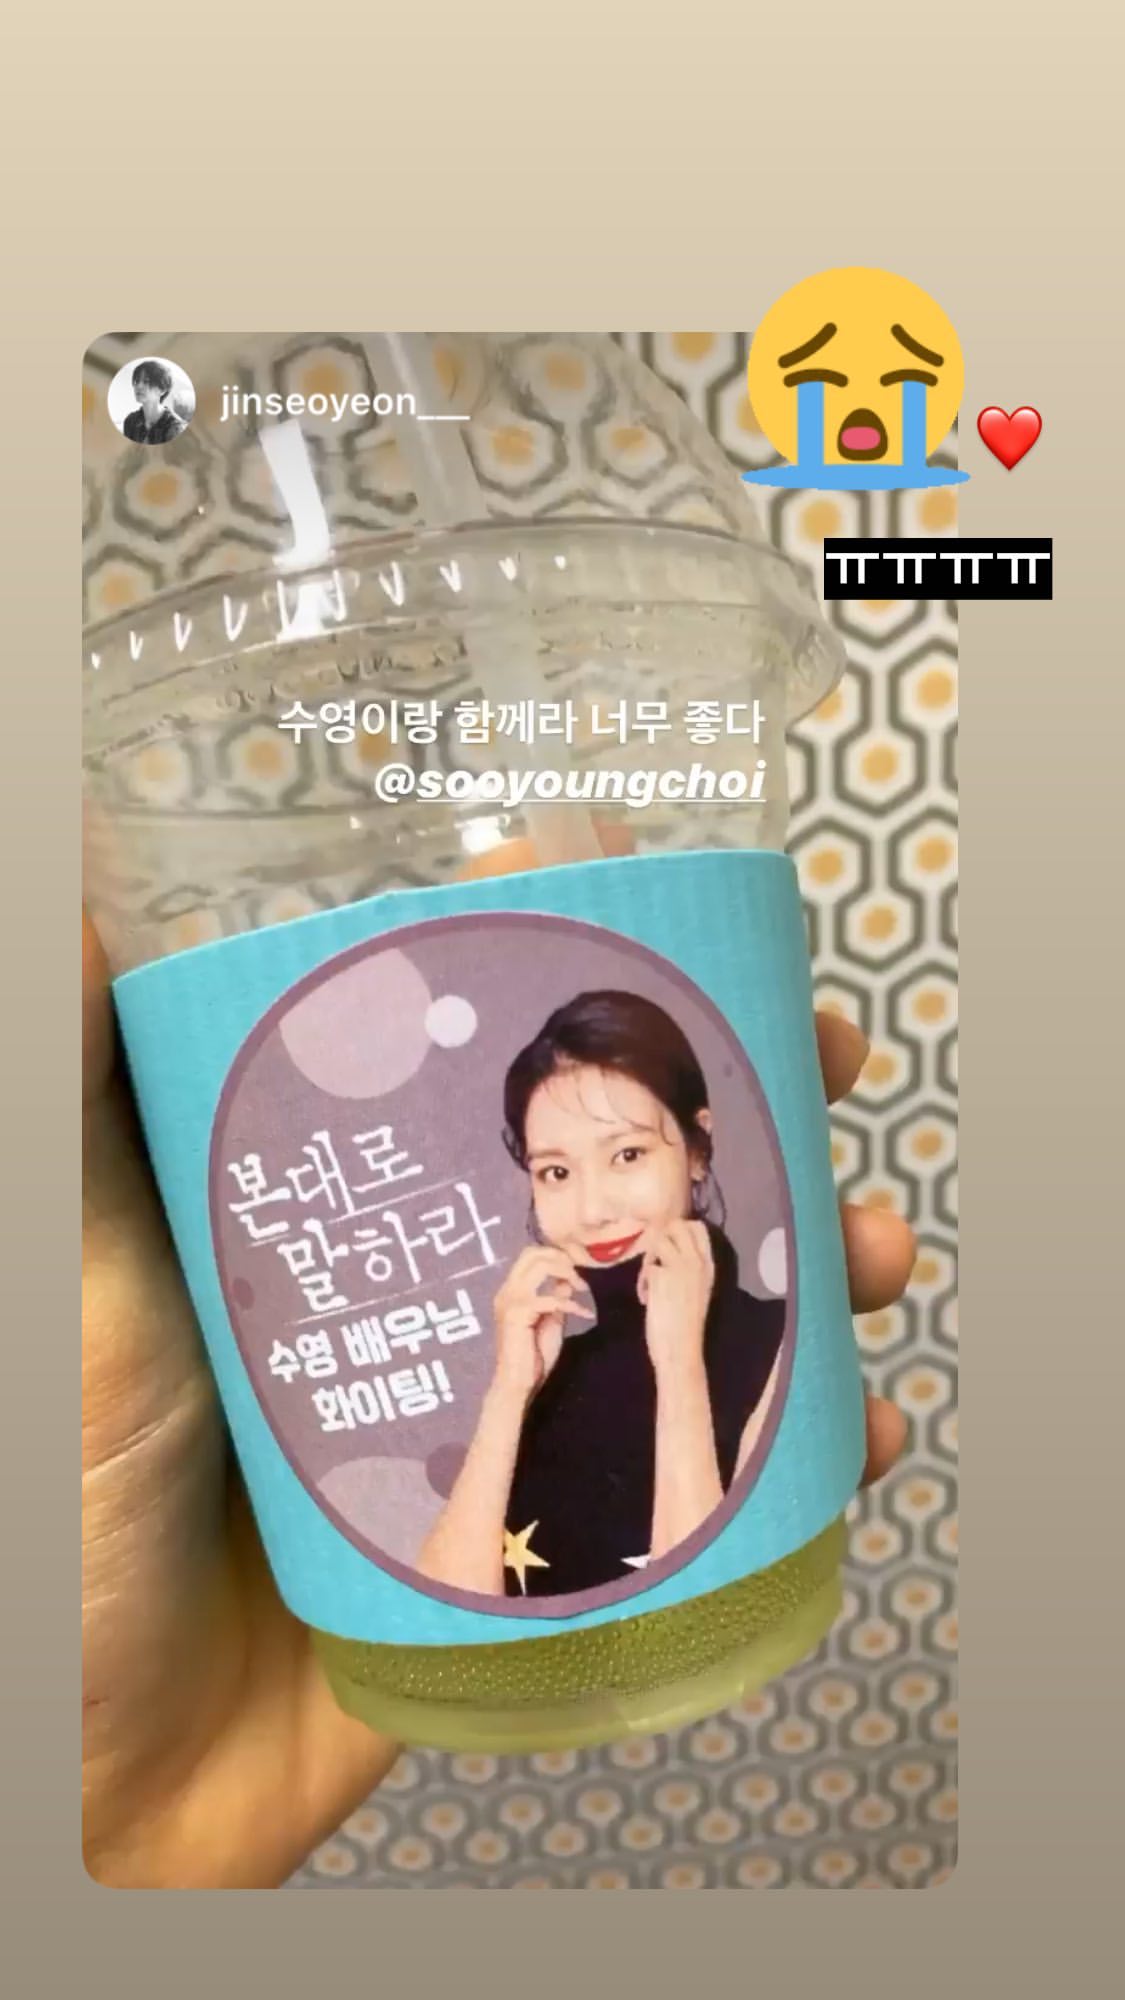 jinseoyeon__
ㅠㅠㅠㅠ
수영이랑 함께라 너무 좋다
@sooyoungchoi
본대로
말하라
수영 배우님
화이팅!